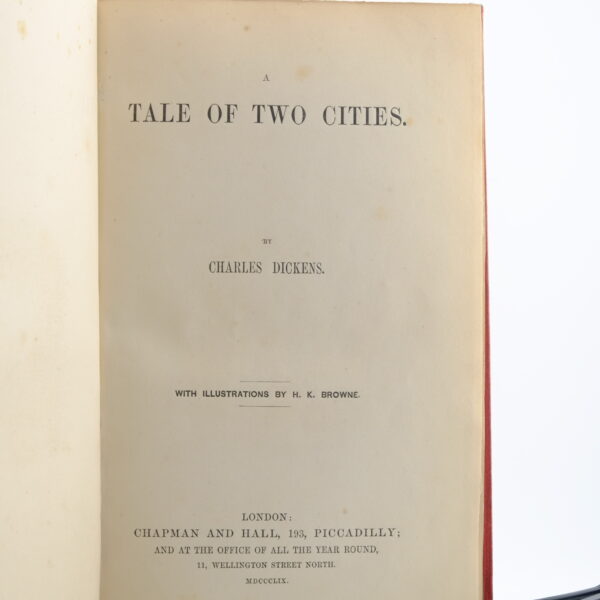 A
TALE OF TWO CITIES.
BY
CHARLES DICKENS.
WITH ILLUSTRATIONS BY H. K. BROWNE.
LONDON:
CHAPMAN AND HALL, 193, PICCADILLY;
AND AT THE OFFICE OF ALL THE YEAR ROUND,
11, WELLINGTON STREET NORTH.
MDCCCLIX.